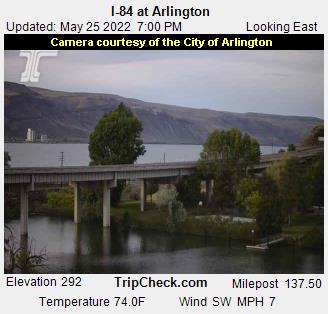 I-84 at Arlington
Updated: May 25 2022 7:00 PM Looking East
Camera courtesy of the City of Arlington
Elevation 292 TripCheck.com Milepost 137.50
Temperature 74.0F Wind SW MPH 7